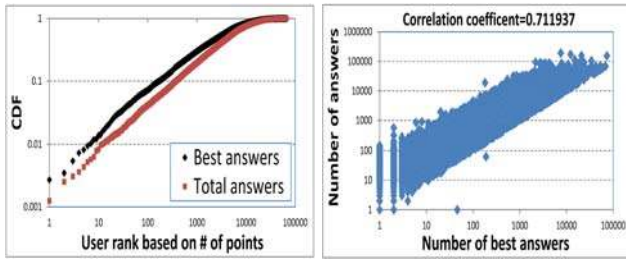 CDF
1
0.1
0.01
0.001
Best answers
Total answers
1 10 100 1000 10000 100000
User rank based on # of points
Correlation coefficent=0.711937
Number of answers
1000000
100000
10000
1000
100
10
1
1 10 100 1000 10000 100000
Number of best answers